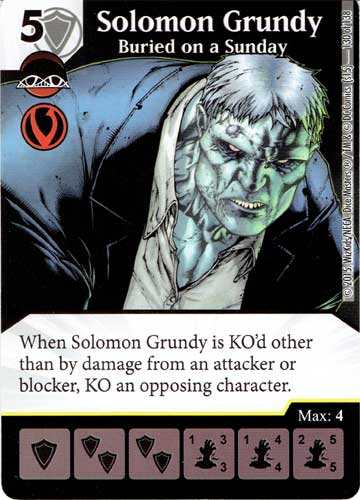 5
Solomon Grundy
Buried on a Sunday
When Solomon Grundy is KO'd other
than by damage from an attacker or
blocker, KO an opposing character.
Max: 4
1 3 3
1 4 4
2 5 5